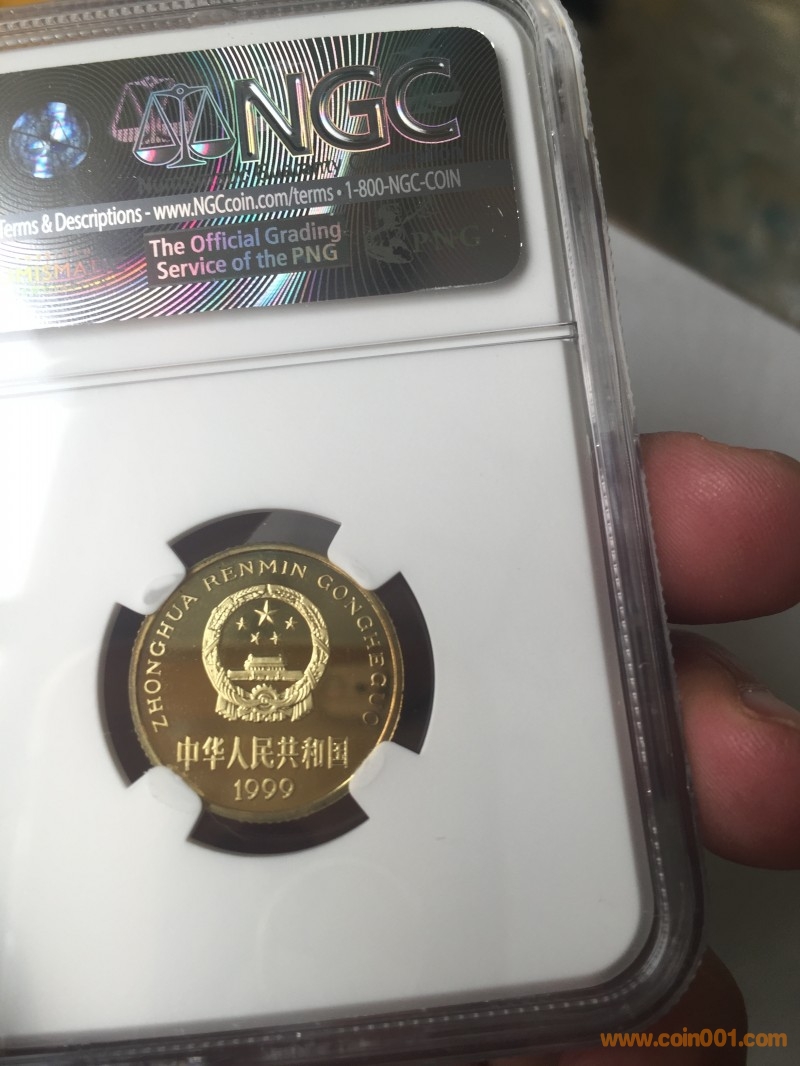 NGC
Terms & Descriptions - www.NGCcoin.com/terms • 1-800-NGC-COIN
The Official Grading
Service of the PNG
PNG
ZHONGHUA RENMIN GONGHEGUO
中华人民共和国
1999
www.coin001.com